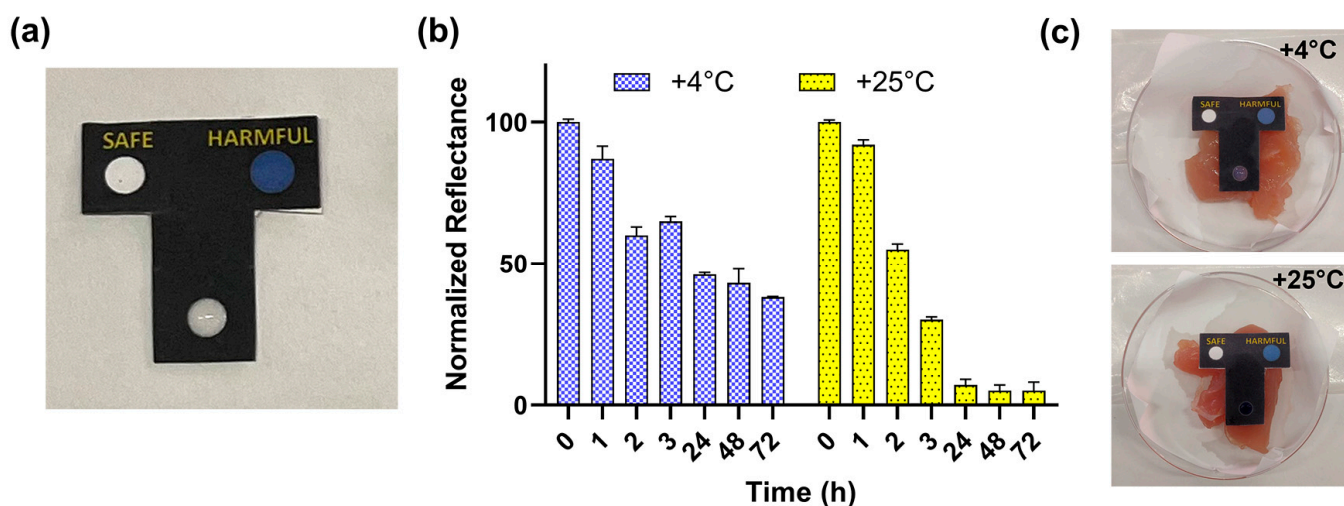 (a)
SAFE
HARMFUL
(b)
Normalized Reflectance
+4°C
+25°C
100
50
0
0 1 2 3 24 48 72
0 1 2 3 24 48 72
Time (h)
(c)
+4°C
SAFE
HARMFUL
+25°C
SAFE
HARMFUL